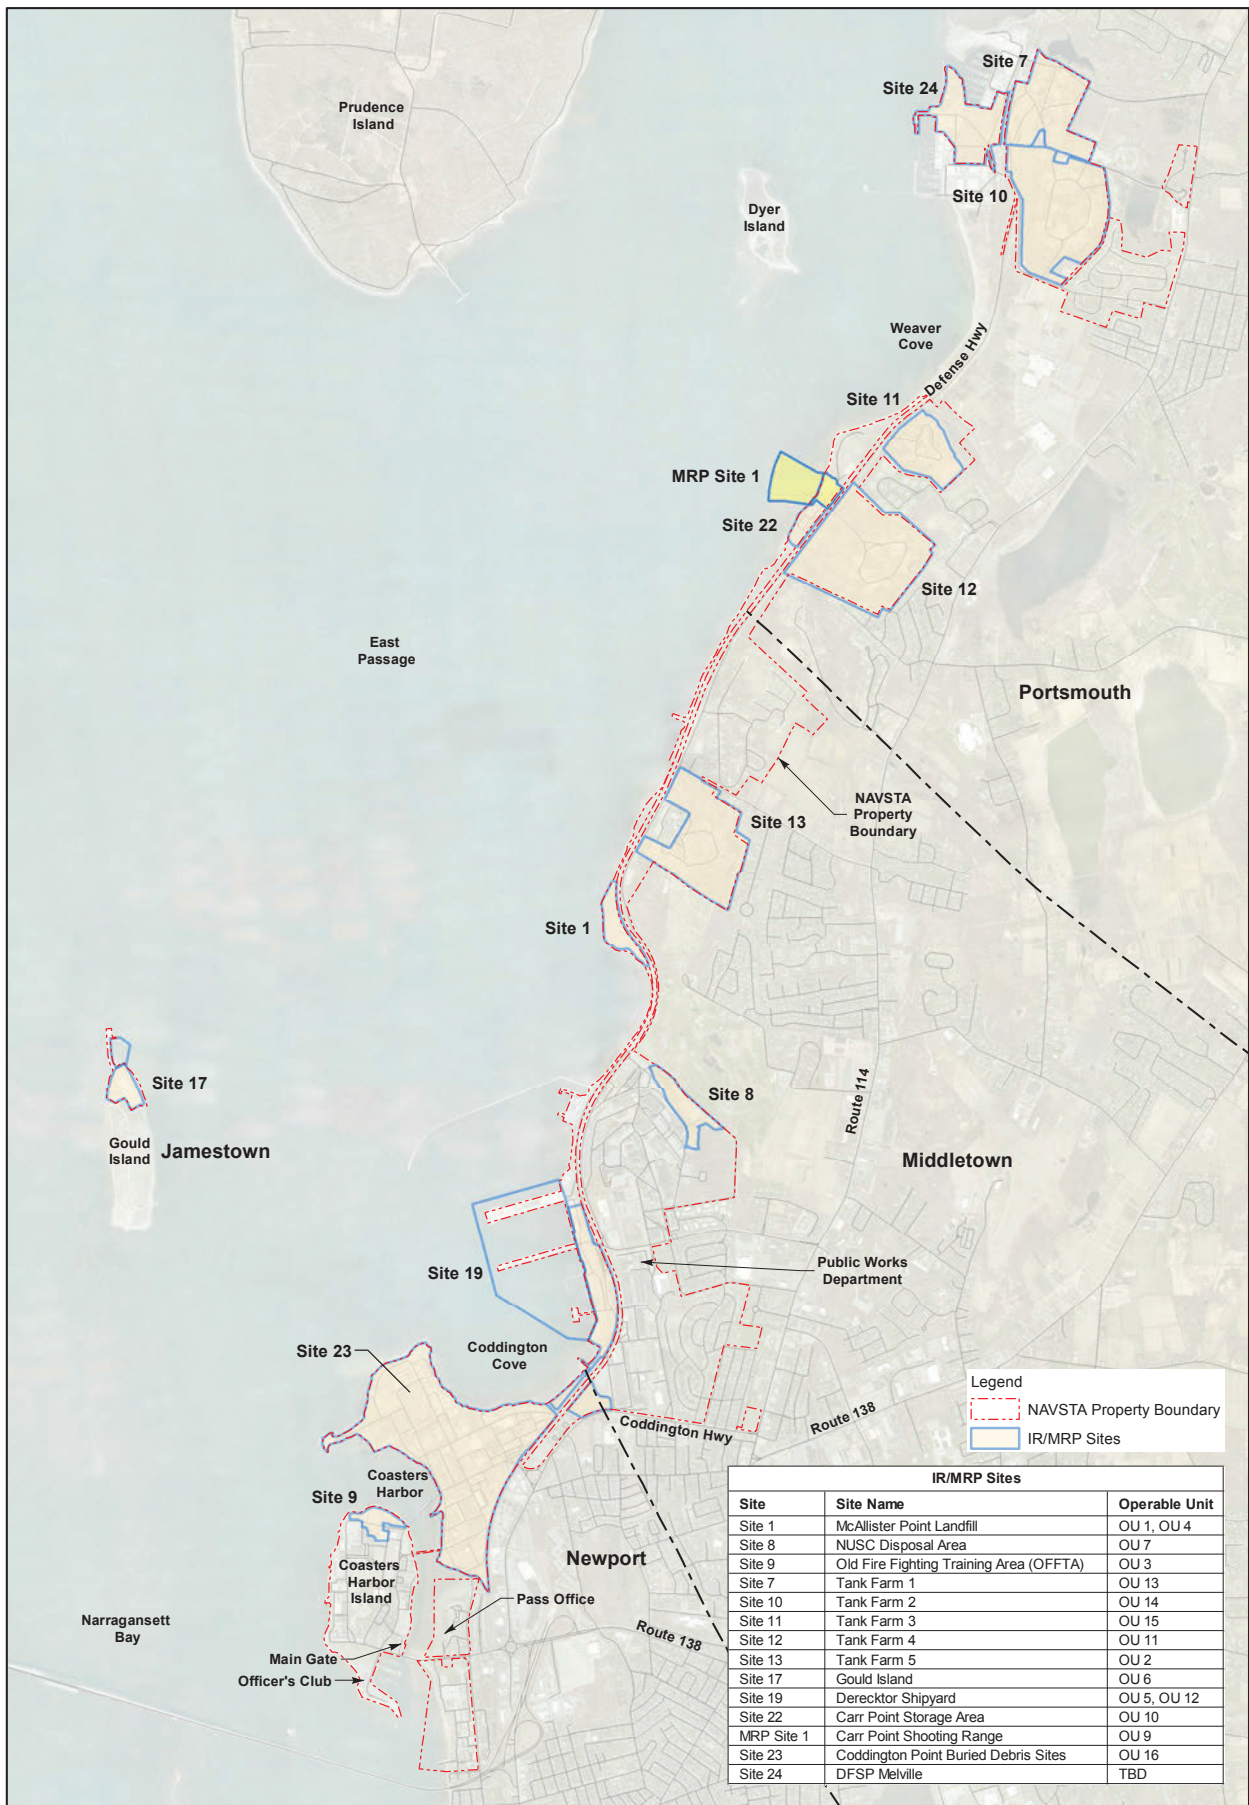 Site 7
Site 24
Prudence
Island
Site 10
Dyer
Island
Weaver
Cove
Defense Hwy
Site 11
MRP Site 1
Site 22
Site 12
East
Passage
Portsmouth
NAVSTA
Property
Boundary
Site 13
Site 1
Site 17
Site 8
Route 114
Gould
Island
Jamestown
Middletown
Public Works
Department
Site 19
Coddington
Cove
Site 23
Legend
NAVSTA Property Boundary
IR/MRP Sites
Route 138
Coddington Hwy
Coasters
Harbor
Site 9
Coasters
Harbor
Island
Newport
Pass Office
Narragansett
Bay
Route 138
Main Gate
Officer's Club
IR/MRP Sites
Site Site Name Operable Unit
Site 1 McAllister Point Landfill OU 1, OU 4
Site 8 NUSC Disposal Area OU 7
Site 9 Old Fire Fighting Training Area (OFFTA) OU 3
Site 7 Tank Farm 1 OU 13
Site 10 Tank Farm 2 OU 14
Site 11 Tank Farm 3 OU 15
Site 12 Tank Farm 4 OU 11
Site 13 Tank Farm 5 OU 2
Site 17 Gould Island OU 6
Site 19 Derecktor Shipyard OU 5, OU 12
Site 22 Carr Point Storage Area OU 10
MRP Site 1 Carr Point Shooting Range OU 9
Site 23 Coddington Point Buried Debris Sites OU 16
Site 24 DFSP Melville TBD